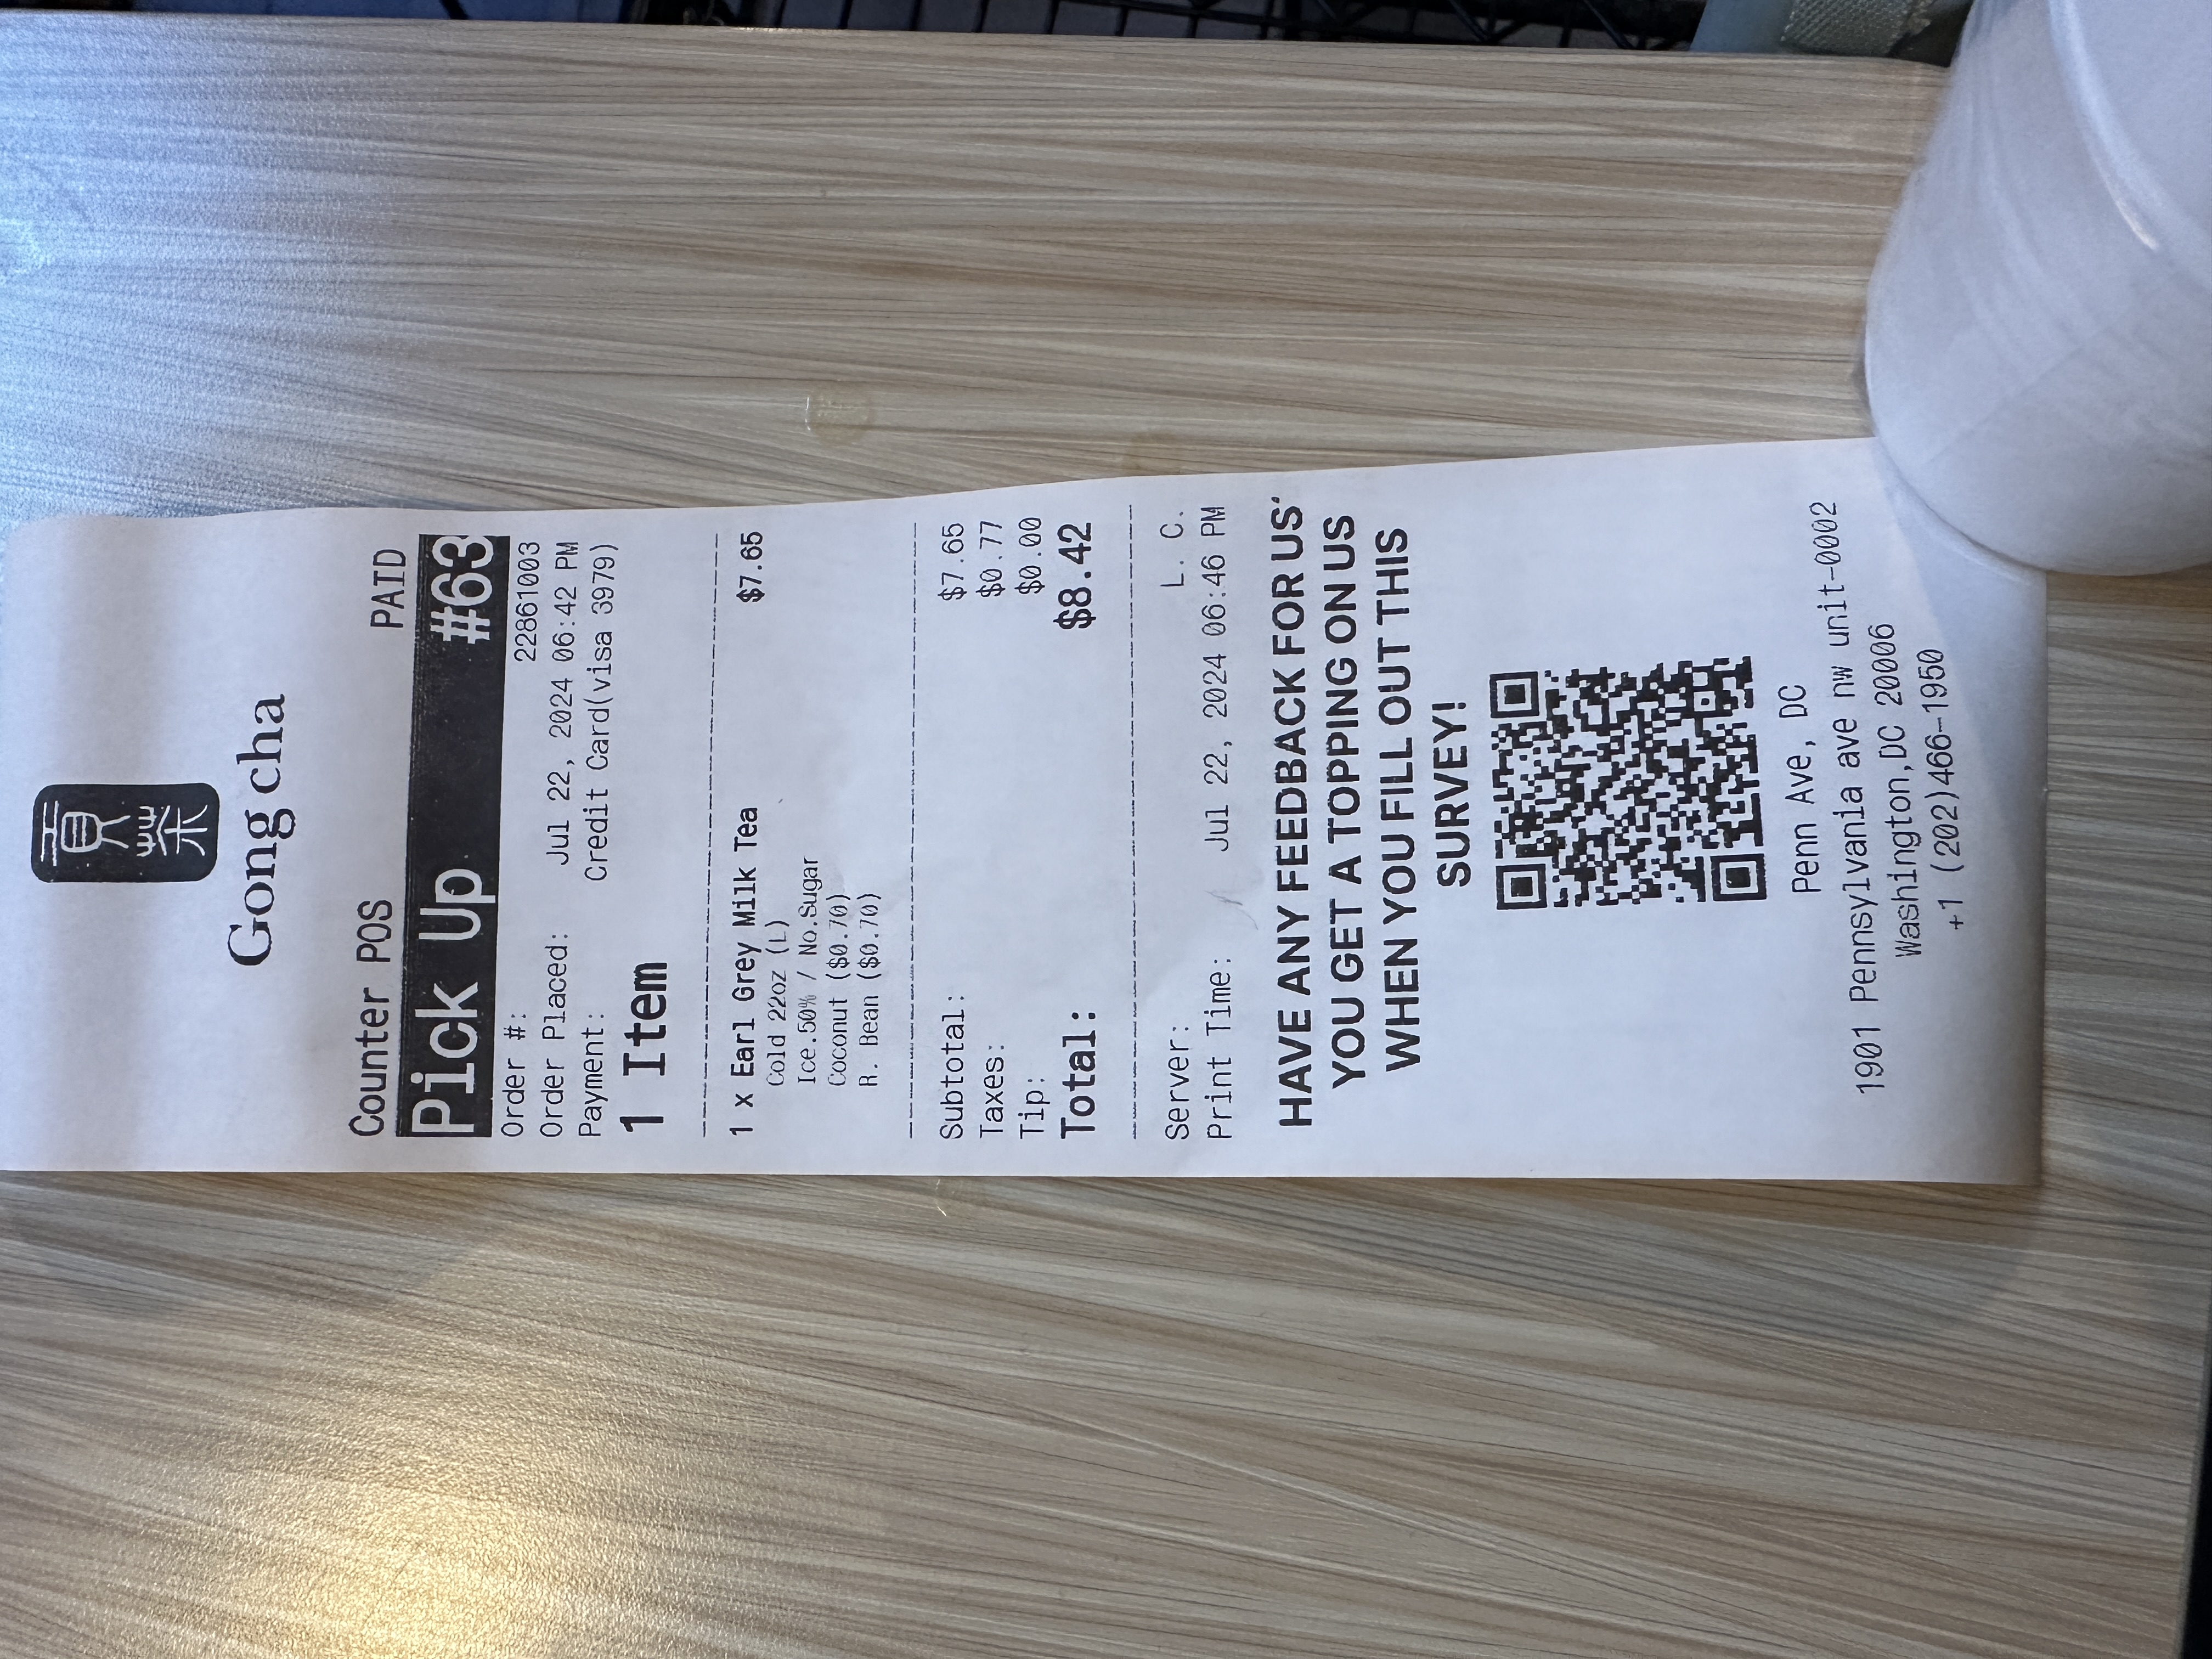 貢茶
Gong cha
Counter POS PAID
Pick Up #63
Order #: 22861003
Order Placed: Jul 22, 2024 06:42 PM
Payment: Credit Card(visa 3979)
1 Item
1 x Earl Grey Milk Tea $7.65
Cold 22oz (L)
Ice.50% / No.Sugar
Coconut ($0.70)
R. Bean ($0.70)
Subtotal: $7.65
Taxes: $0.77
Tip: $0.00
Total: $8.42
Server: L. C.
Print Time: Jul 22, 2024 06:46 PM
HAVE ANY FEEDBACK FOR US'
YOU GET A TOPPING ON US
WHEN YOU FILL OUT THIS
SURVEY!
Penn Ave, DC
1901 Pennsylvania ave nw unit-0002
Washington,DC 20006
+1 (202)466-1950